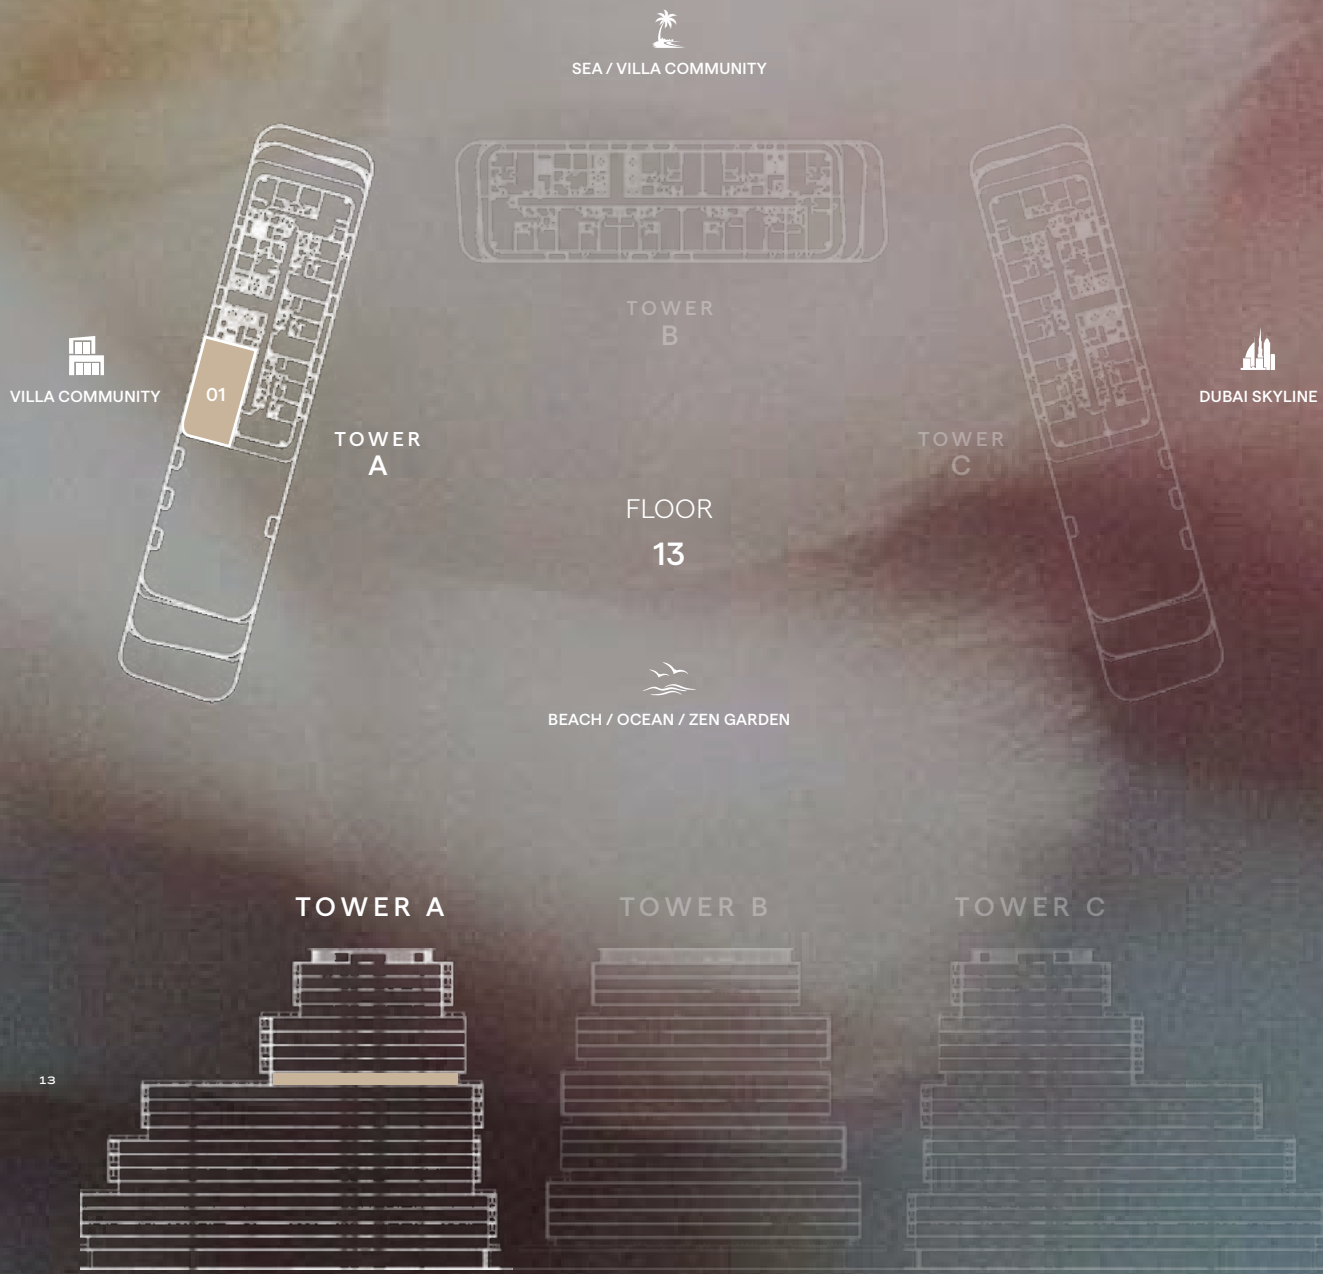 SEA / VILLA COMMUNITY
TOWER
B
VILLA COMMUNITY
01
DUBAI SKYLINE
TOWER
A
TOWER
C
FLOOR
13
BEACH / OCEAN / ZEN GARDEN
TOWER A
TOWER B
TOWER C
13